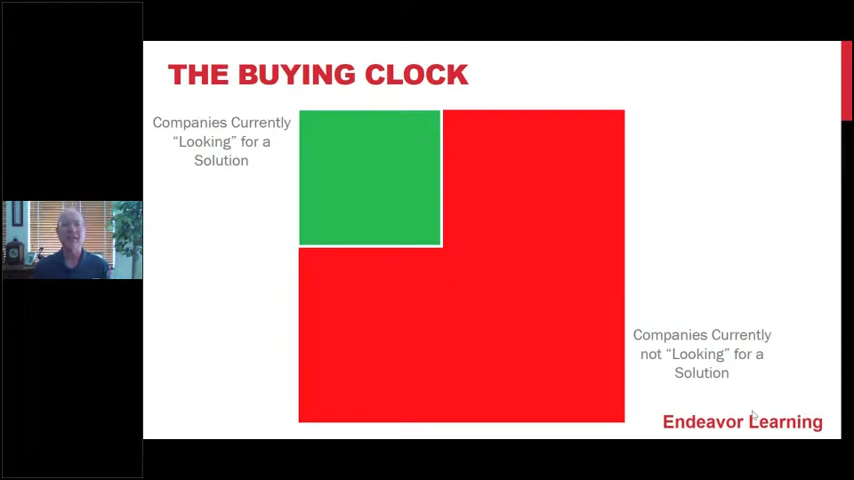 THE BUYING CLOCK
Companies Currently
“Looking” for a
Solution
Companies Currently
not “Looking” for a
Solution
Endeavor Learning